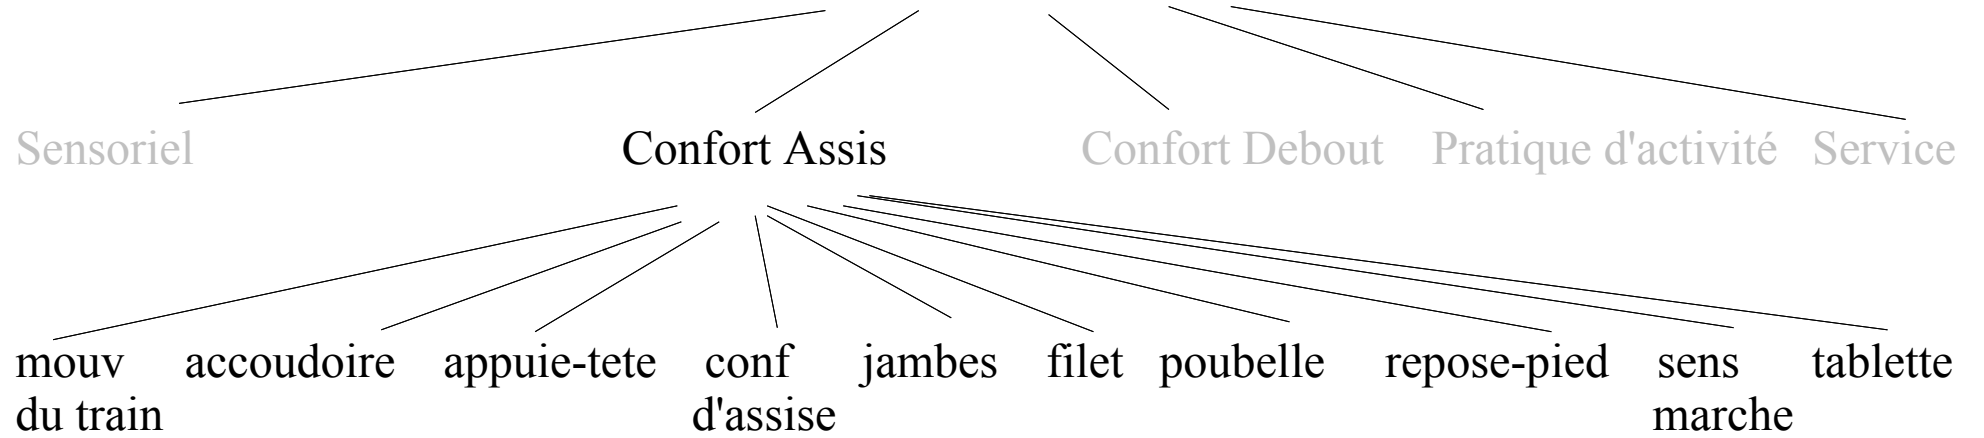 Sensoriel Confort Assis Confort Debout Pratique d'activité Service
mouv accoudoire appuie-tete conf jambes filet poubelle repose-pied sens tablette
du train d'assise marche